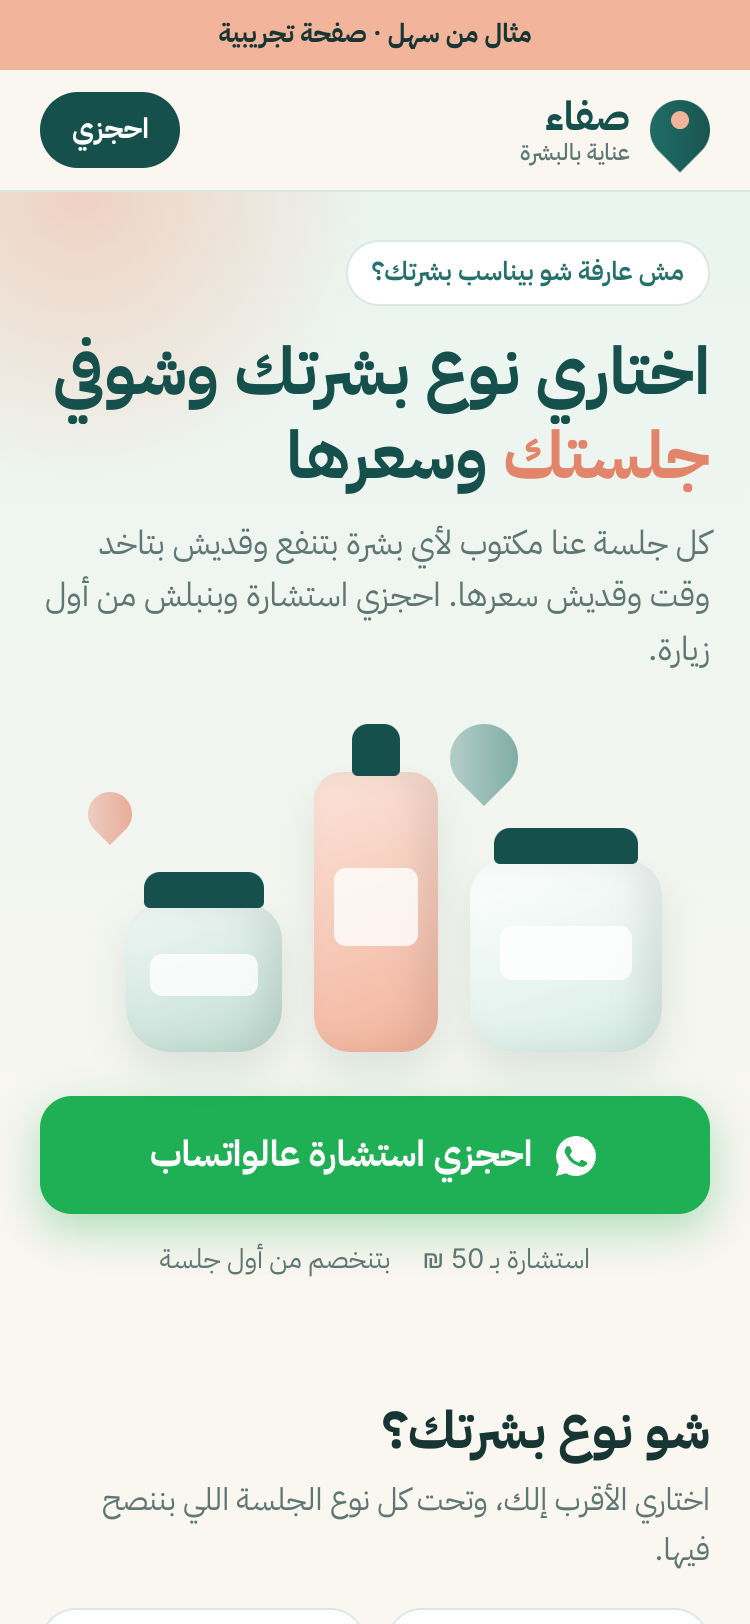 مثال من سهل · صفحة تجريبية
صفاء
عناية بالبشرة
احجزي
مش عارفة شو بيناسب بشرتك؟
اختاري نوع بشرتك وشوفي
جلستك وسعرها
كل جلسة عنا مكتوب لأي بشرة بتنفع وقديش بتاخد
وقت وقديش سعرها. احجزي استشارة وبنبلش من أول
زيارة.
احجزي استشارة عالواتساب
استشارة بـ 50 ₪ بتنخصم من أول جلسة
شو نوع بشرتك؟
اختاري الأقرب إلك، وتحت كل نوع الجلسة اللي بننصح
فيها.